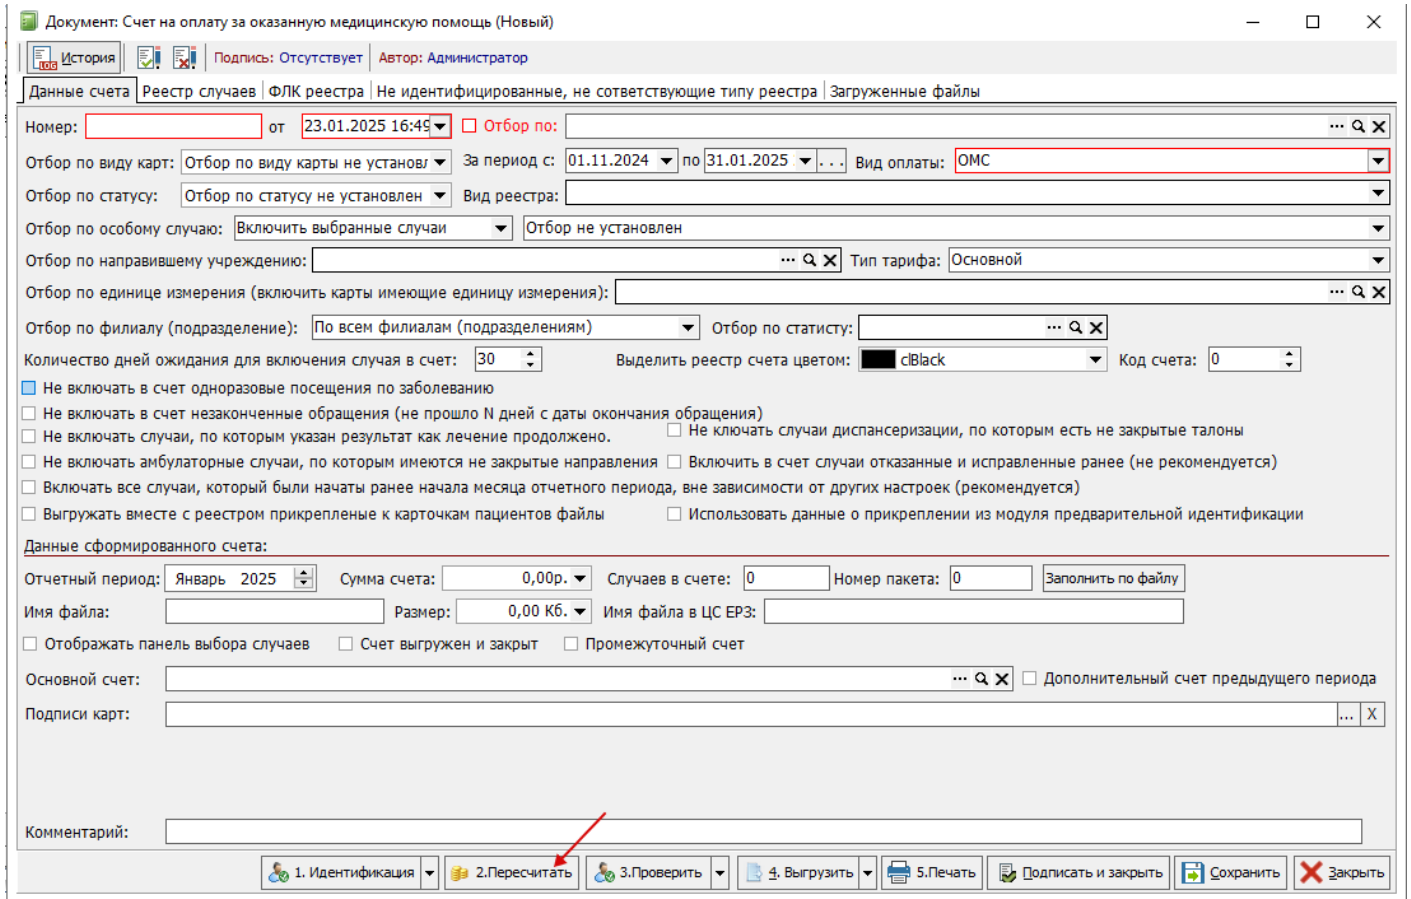 Документ: Счет на оплату за оказанную медицинскую помощь (Новый)
LOG История Подпись: Отсутствует Автор: Администратор
Данные счета Реестр случаев ФЛК реестра Не идентифицированные, не сответствующие типу реестра Загруженные файлы
Номер: от 23.01.2025 16:49 Отбор по: ...
Отбор по виду карт: Отбор по виду карты не установл За период с: 01.11.2024 по 31.01.2025 ... Вид оплаты: ОМС
Отбор по статусу: Отбор по статусу не установлен Вид реестра:
Отбор по особому случаю: Включить выбранные случаи Отбор не установлен
Отбор по направившему учреждению: ... Тип тарифа: Основной
Отбор по единице измерения (включить карты имеющие единицу измерения): ...
Отбор по филиалу (подразделение): По всем филиалам (подразделениям) Отбор по статисту: ...
Количество дней ожидания для включения случая в счет: 30 Выделить реестр счета цветом: clBlack Код счета: 0
Не включать в счет одноразовые посещения по заболеванию
Не включать в счет незаконченные обращения (не прошло N дней с даты окончания обращения)
Не включать случаи, по которым указан результат как лечение продолжено. Не ключать случаи диспансеризации, по которым есть не закрытые талоны
Не включать амбулаторные случаи, по которым имеются не закрытые направления Включить в счет случаи отказанные и исправленные ранее (не рекомендуется)
Включать все случаи, который были начаты ранее начала месяца отчетного периода, вне зависимости от других настроек (рекомендуется)
Выгружать вместе с реестром прикрепленые к карточкам пациентов файлы Использовать данные о прикреплении из модуля предварительной идентификации
Данные сформированного счета:
Отчетный период: Январь 2025 Сумма счета: 0,00р. Случаев в счете: 0 Номер пакета: 0 Заполнить по файлу
Имя файла: Размер: 0,00 Кб. Имя файла в ЦС ЕРЗ:
Отображать панель выбора случаев Счет выгружен и закрыт Промежуточный счет
Основной счет: ... Дополнительный счет предыдущего периода
Подписи карт: ... X
Комментарий:
1. Идентификация 2.Пересчитать 3.Проверить 4. Выгрузить 5.Печать Подписать и закрыть Сохранить Закрыть